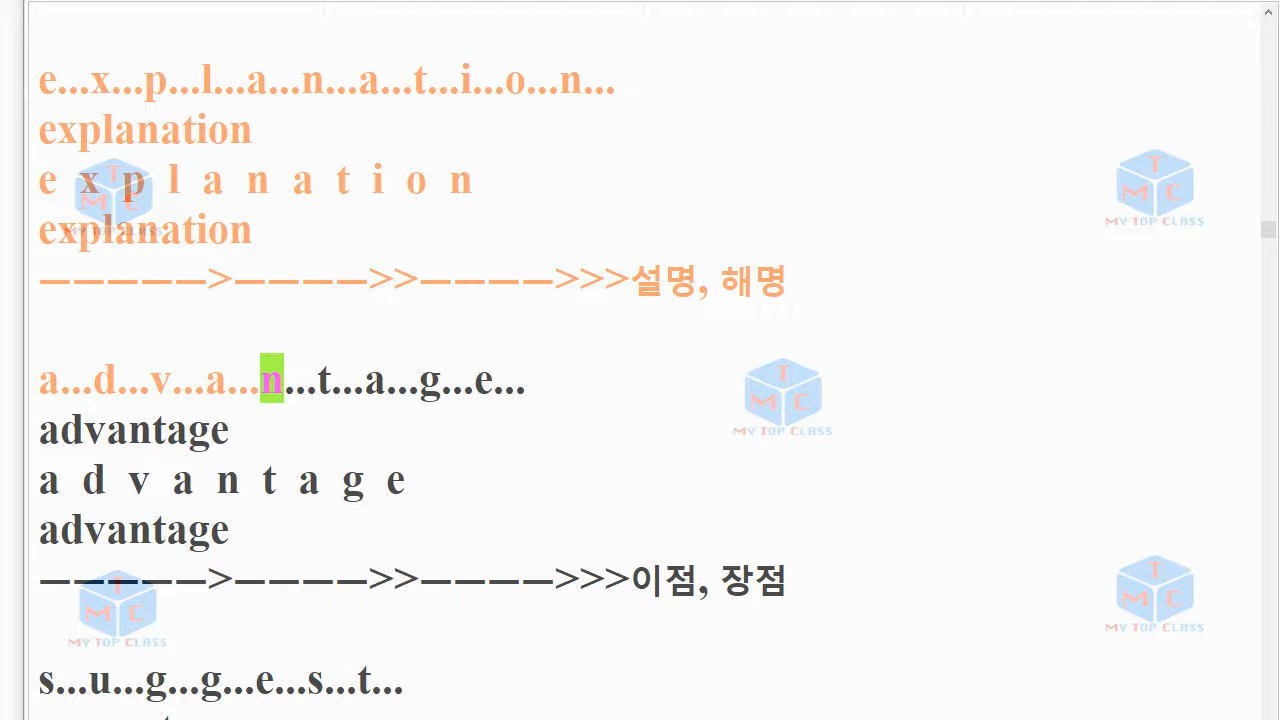 e...x...p...l...a...n...a...t...i...o...n...
explanation
e x p l a n a t i o n
explanation
—————>————>>————>>>설명, 해명
a...d...v...a...n...t...a...g...e...
advantage
a d v a n t a g e
advantage
—————>————>>————>>>이점, 장점
s...u...g...g...e...s...t...
T
M C
MY TOP CLASS
T
M C
MY TOP CLASS
T
M C
MY TOP CLASS
T
M C
MY TOP CLASS
T
M C
MY TOP CLASS